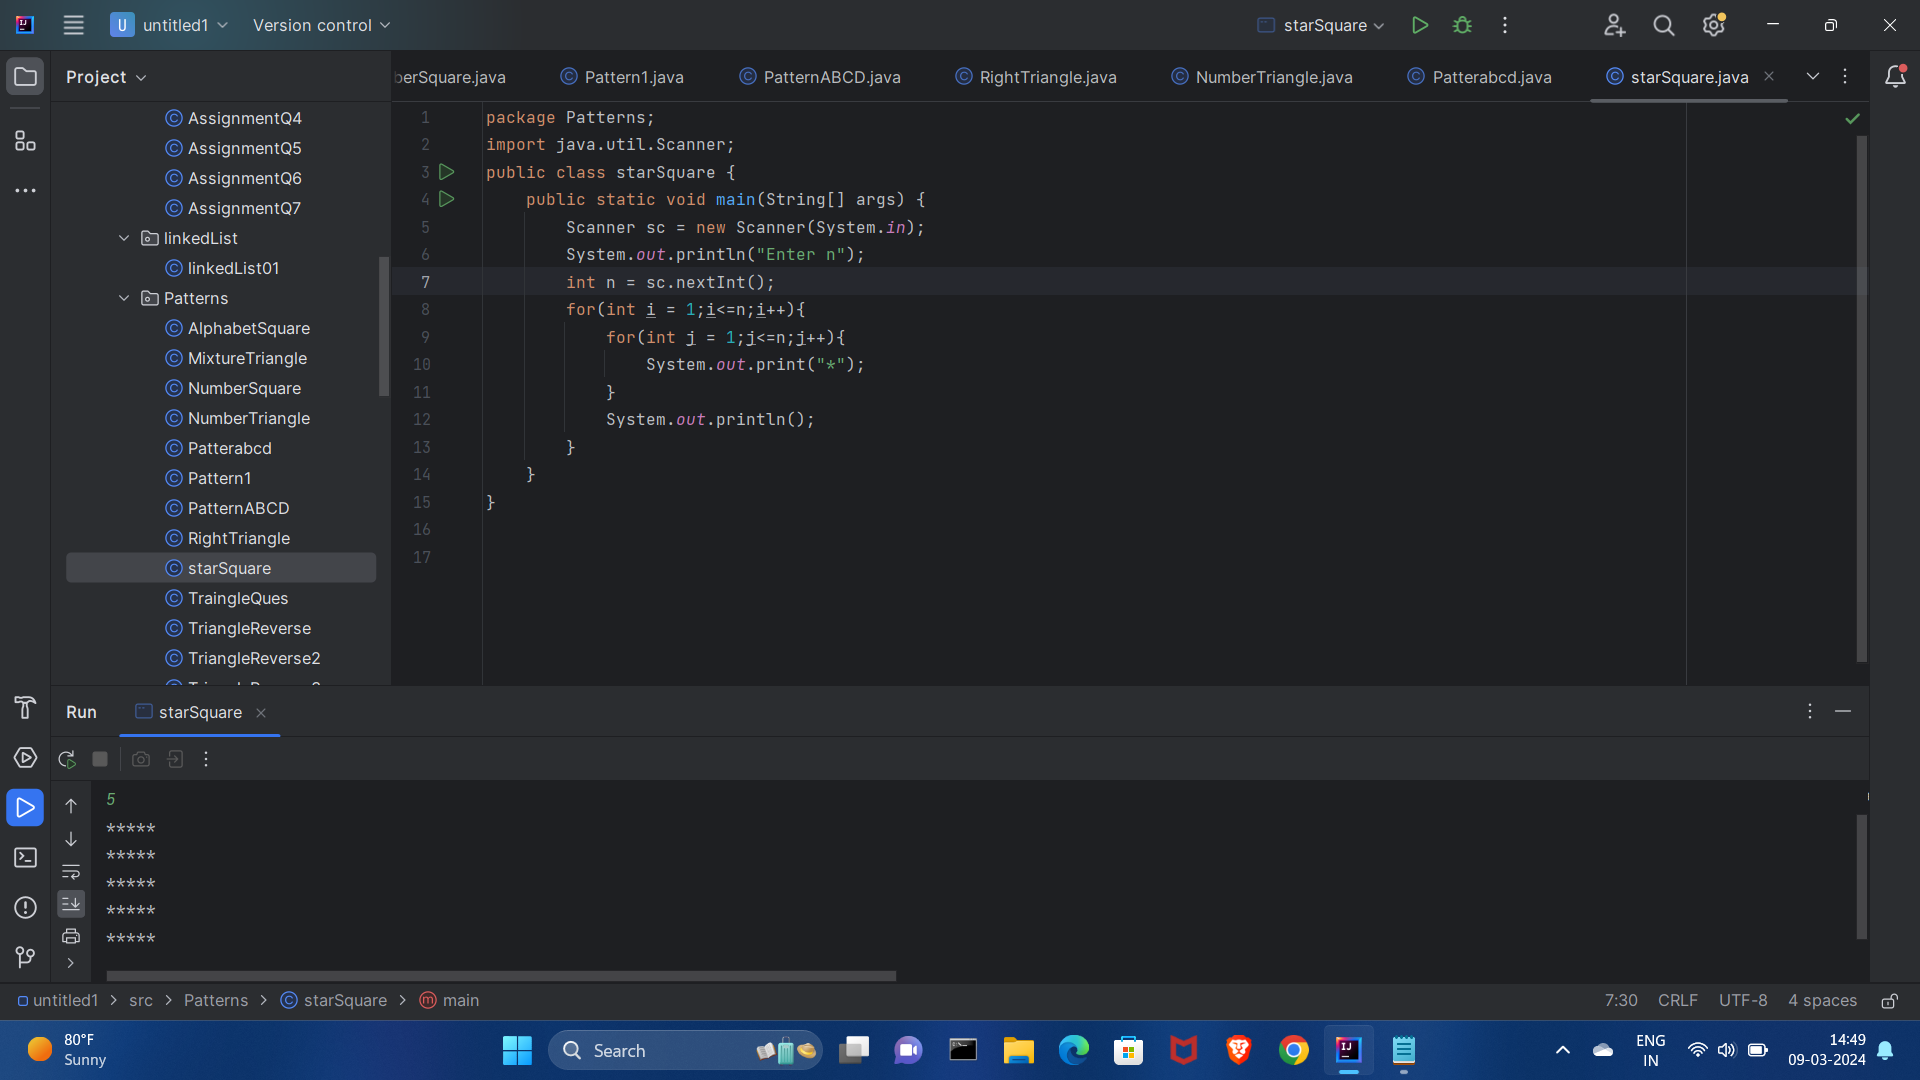 U untitled1 Version control starSquare
Project
berSquare.java Pattern1.java PatternABCD.java RightTriangle.java NumberTriangle.java Patterabcd.java starSquare.java
AssignmentQ4
AssignmentQ5
AssignmentQ6
AssignmentQ7
linkedList
linkedList01
Patterns
AlphabetSquare
MixtureTriangle
NumberSquare
NumberTriangle
Patterabcd
Pattern1
PatternABCD
RightTriangle
starSquare
TraingleQues
TriangleReverse
TriangleReverse2
1 package Patterns;
2 import java.util.Scanner;
3 public class starSquare {
4 public static void main(String[] args) {
5 Scanner sc = new Scanner(System.in);
6 System.out.println("Enter n");
7 int n = sc.nextInt();
8 for(int i = 1;i<=n;i++){
9 for(int j = 1;j<=n;j++){
10 System.out.print("*");
11 }
12 System.out.println();
13 }
14 }
15 }
16
17
Run starSquare
5
*****
*****
*****
*****
*****
untitled1 > src > Patterns > starSquare > main
7:30 CRLF UTF-8 4 spaces
80°F
Sunny
Search
ENG
IN
14:49
09-03-2024